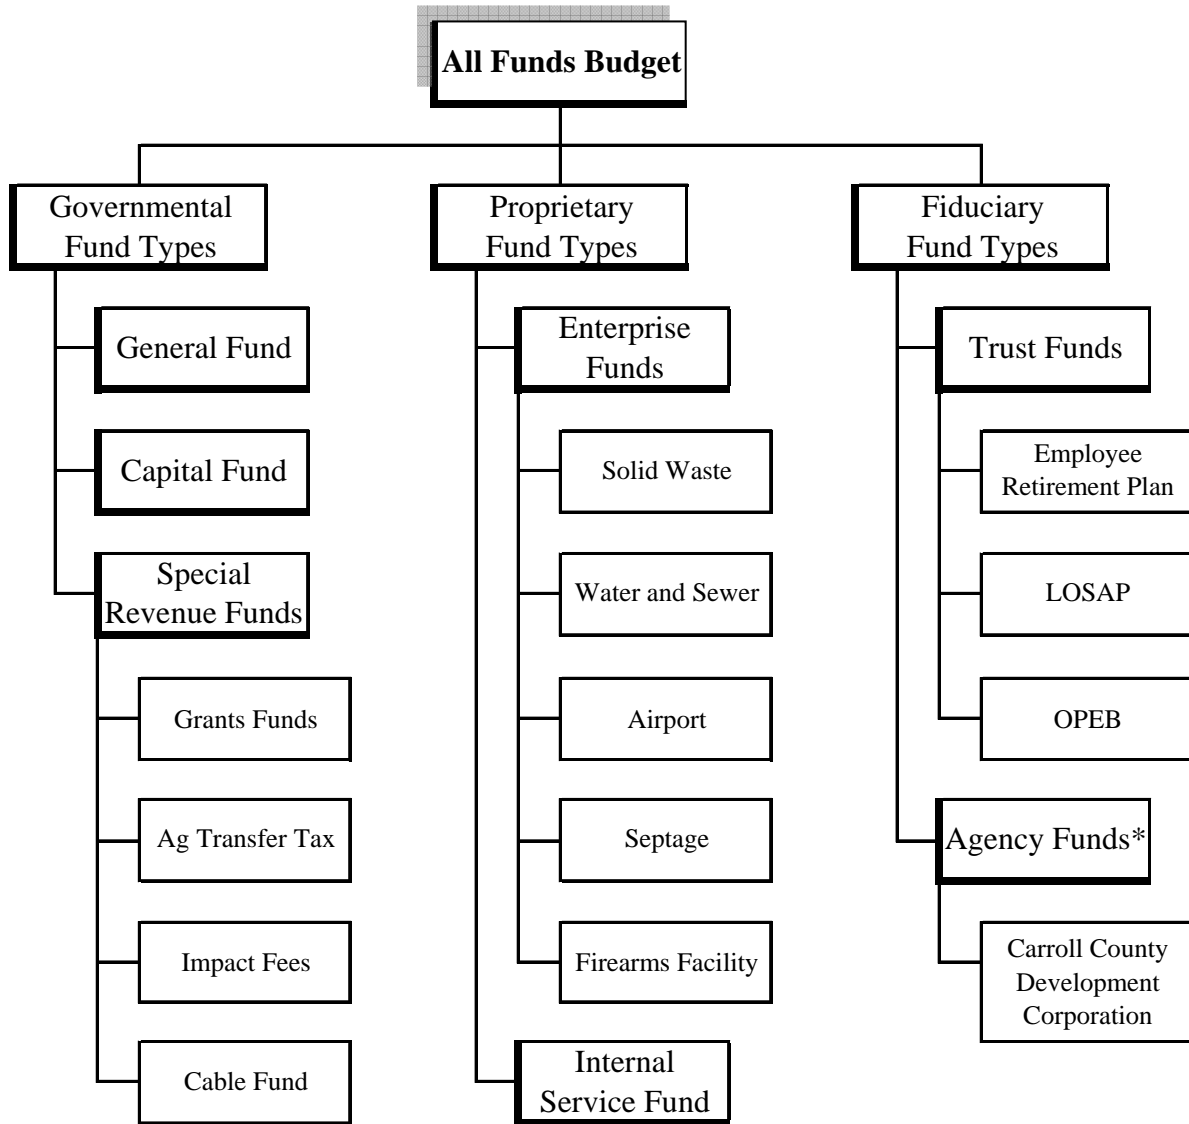 All Funds Budget
Governmental
Fund Types
General Fund
Capital Fund
Special
Revenue Funds
Grants Funds
Ag Transfer Tax
Impact Fees
Cable Fund
Proprietary
Fund Types
Enterprise
Funds
Solid Waste
Water and Sewer
Airport
Septage
Firearms Facility
Internal
Service Fund
Fiduciary
Fund Types
Trust Funds
Employee
Retirement Plan
LOSAP
OPEB
Agency Funds*
Carroll County
Development
Corporation